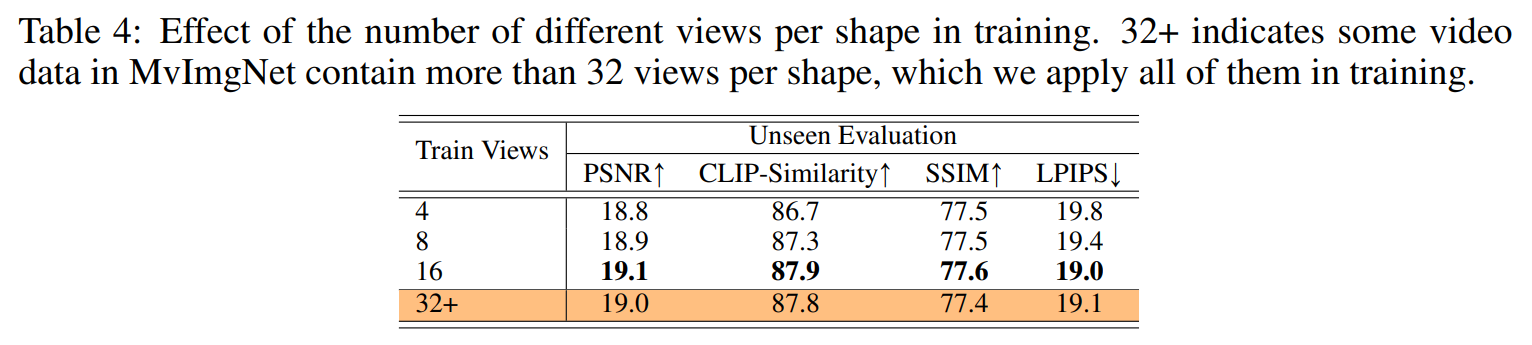 Table 4: Effect of the number of different views per shape in training. 32+ indicates some video
data in MvImgNet contain more than 32 views per shape, which we apply all of them in training.
Train Views
Unseen Evaluation
PSNR↑ CLIP-Similarity↑ SSIM↑ LPIPS↓
4 18.8 86.7 77.5 19.8
8 18.9 87.3 77.5 19.4
16 19.1 87.9 77.6 19.0
32+ 19.0 87.8 77.4 19.1